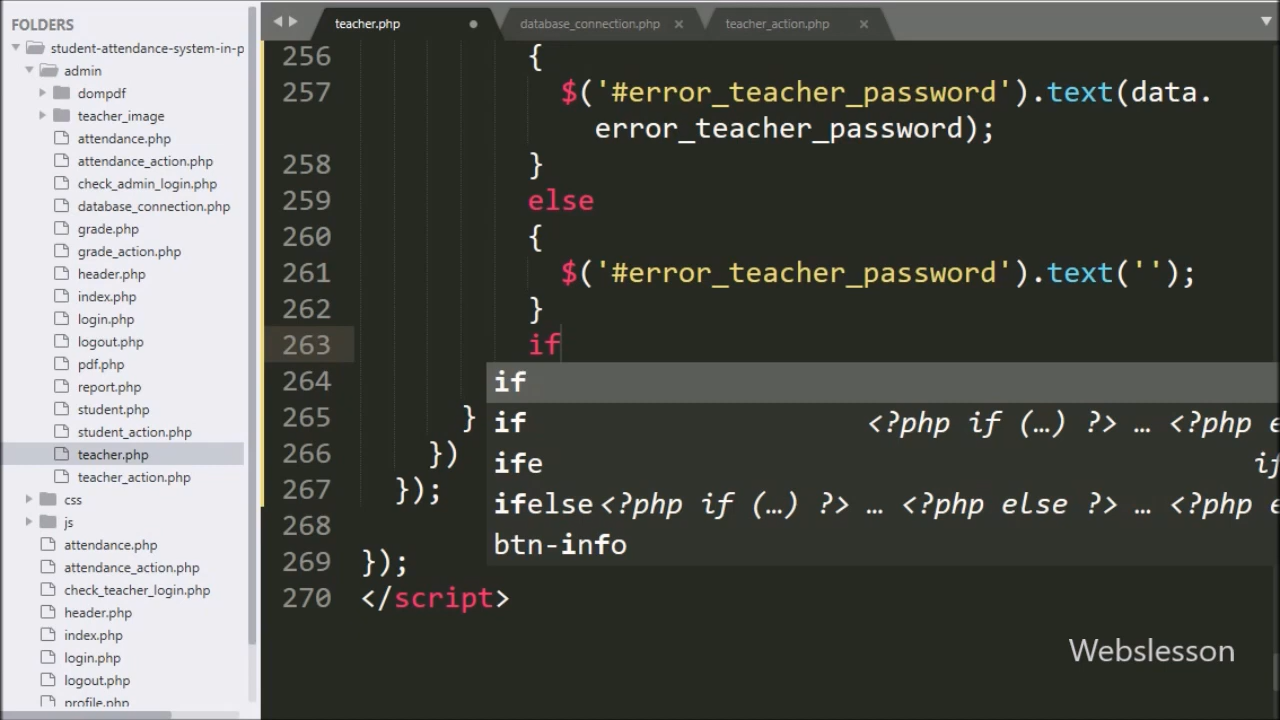 FOLDERS
student-attendance-system-in-p
admin
dompdf
teacher_image
attendance.php
attendance_action.php
check_admin_login.php
database_connection.php
grade.php
grade_action.php
header.php
index.php
login.php
logout.php
pdf.php
report.php
student.php
student_action.php
teacher.php
teacher_action.php
css
js
attendance.php
attendance_action.php
check_teacher_login.php
header.php
index.php
login.php
logout.php
profile.php
teacher.php
database_connection.php
teacher_action.php
256 {
257 $('#error_teacher_password').text(data.
error_teacher_password);
258 }
259 else
260 {
261 $('#error_teacher_password').text('');
262 }
263 if
264
265 }
266 })
267 });
268
269 });
270 </script>
if
if <?php if (…) ?> … <?php e
ife if
ifelse <?php if (…) ?> … <?php else ?> … <?php e
btn-info
Webslesson